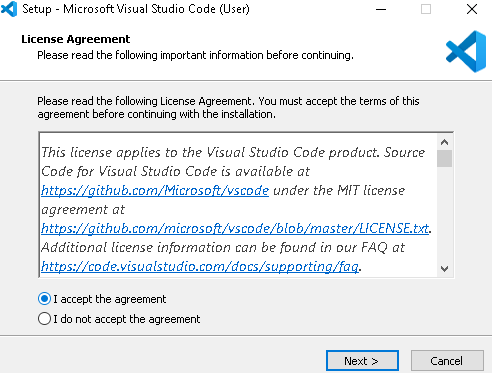 Setup - Microsoft Visual Studio Code (User)
License Agreement
Please read the following important information before continuing.
Please read the following License Agreement. You must accept the terms of this
agreement before continuing with the installation.
This license applies to the Visual Studio Code product. Source
Code for Visual Studio Code is available at
https://github.com/Microsoft/vscode under the MIT license
agreement at
https://github.com/microsoft/vscode/blob/master/LICENSE.txt.
Additional license information can be found in our FAQ at
https://code.visualstudio.com/docs/supporting/faq.
I accept the agreement
I do not accept the agreement
Next >
Cancel